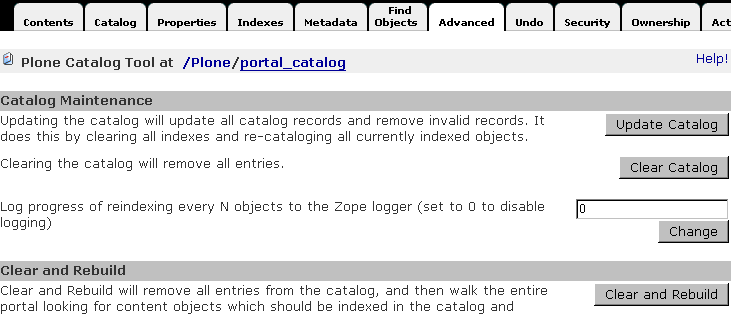 Contents Catalog Properties Indexes Metadata Find Objects Advanced Undo Security Ownership
Plone Catalog Tool at /Plone/portal_catalog Help!
Catalog Maintenance
Updating the catalog will update all catalog records and remove invalid records. It
does this by clearing all indexes and re-cataloging all currently indexed objects.
Update Catalog
Clearing the catalog will remove all entries.
Clear Catalog
Log progress of reindexing every N objects to the Zope logger (set to 0 to disable
logging)
0
Change
Clear and Rebuild
Clear and Rebuild will remove all entries from the catalog, and then walk the entire
portal looking for content objects which should be indexed in the catalog and
Clear and Rebuild